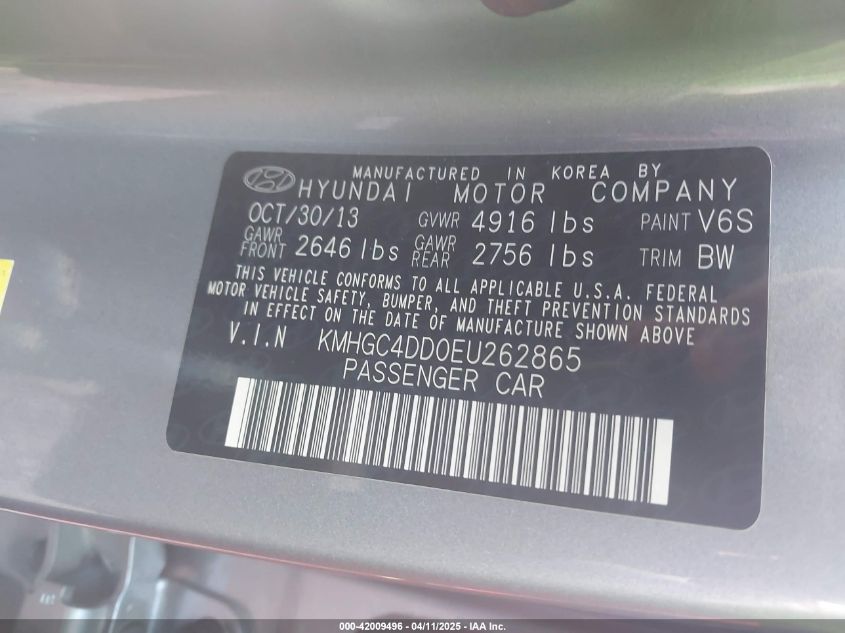 MANUFACTURED IN KOREA BY
HYUNDAI MOTOR COMPANY
OCT/30/13 GVWR 4916 lbs PAINT V6S
GAWR FRONT 2646 lbs GAWR REAR 2756 lbs TRIM BW
THIS VEHICLE CONFORMS TO ALL APPLICABLE U.S.A. FEDERAL
MOTOR VEHICLE SAFETY, BUMPER, AND THEFT PREVENTION STANDARDS
IN EFFECT ON THE DATE OF MANUFACTURE SHOWN ABOVE
V.I.N KMHGC4DD0EU262865
PASSENGER CAR
000-42009496 - 04/11/2025 - IAA Inc.